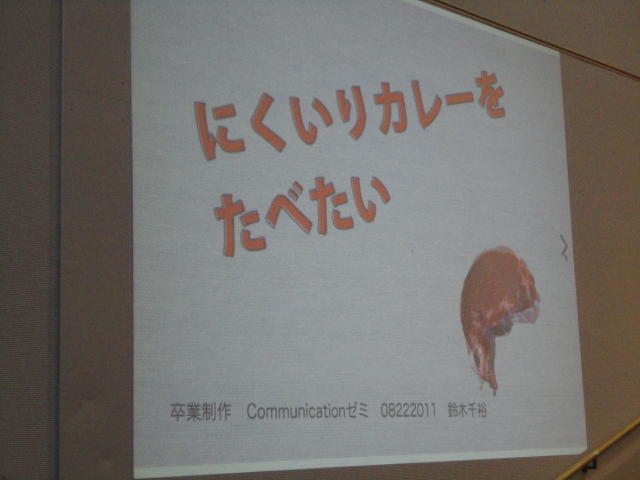 にくいりカレーを
たべたい
卒業制作　Communicationゼミ　08222011　鈴木千裕